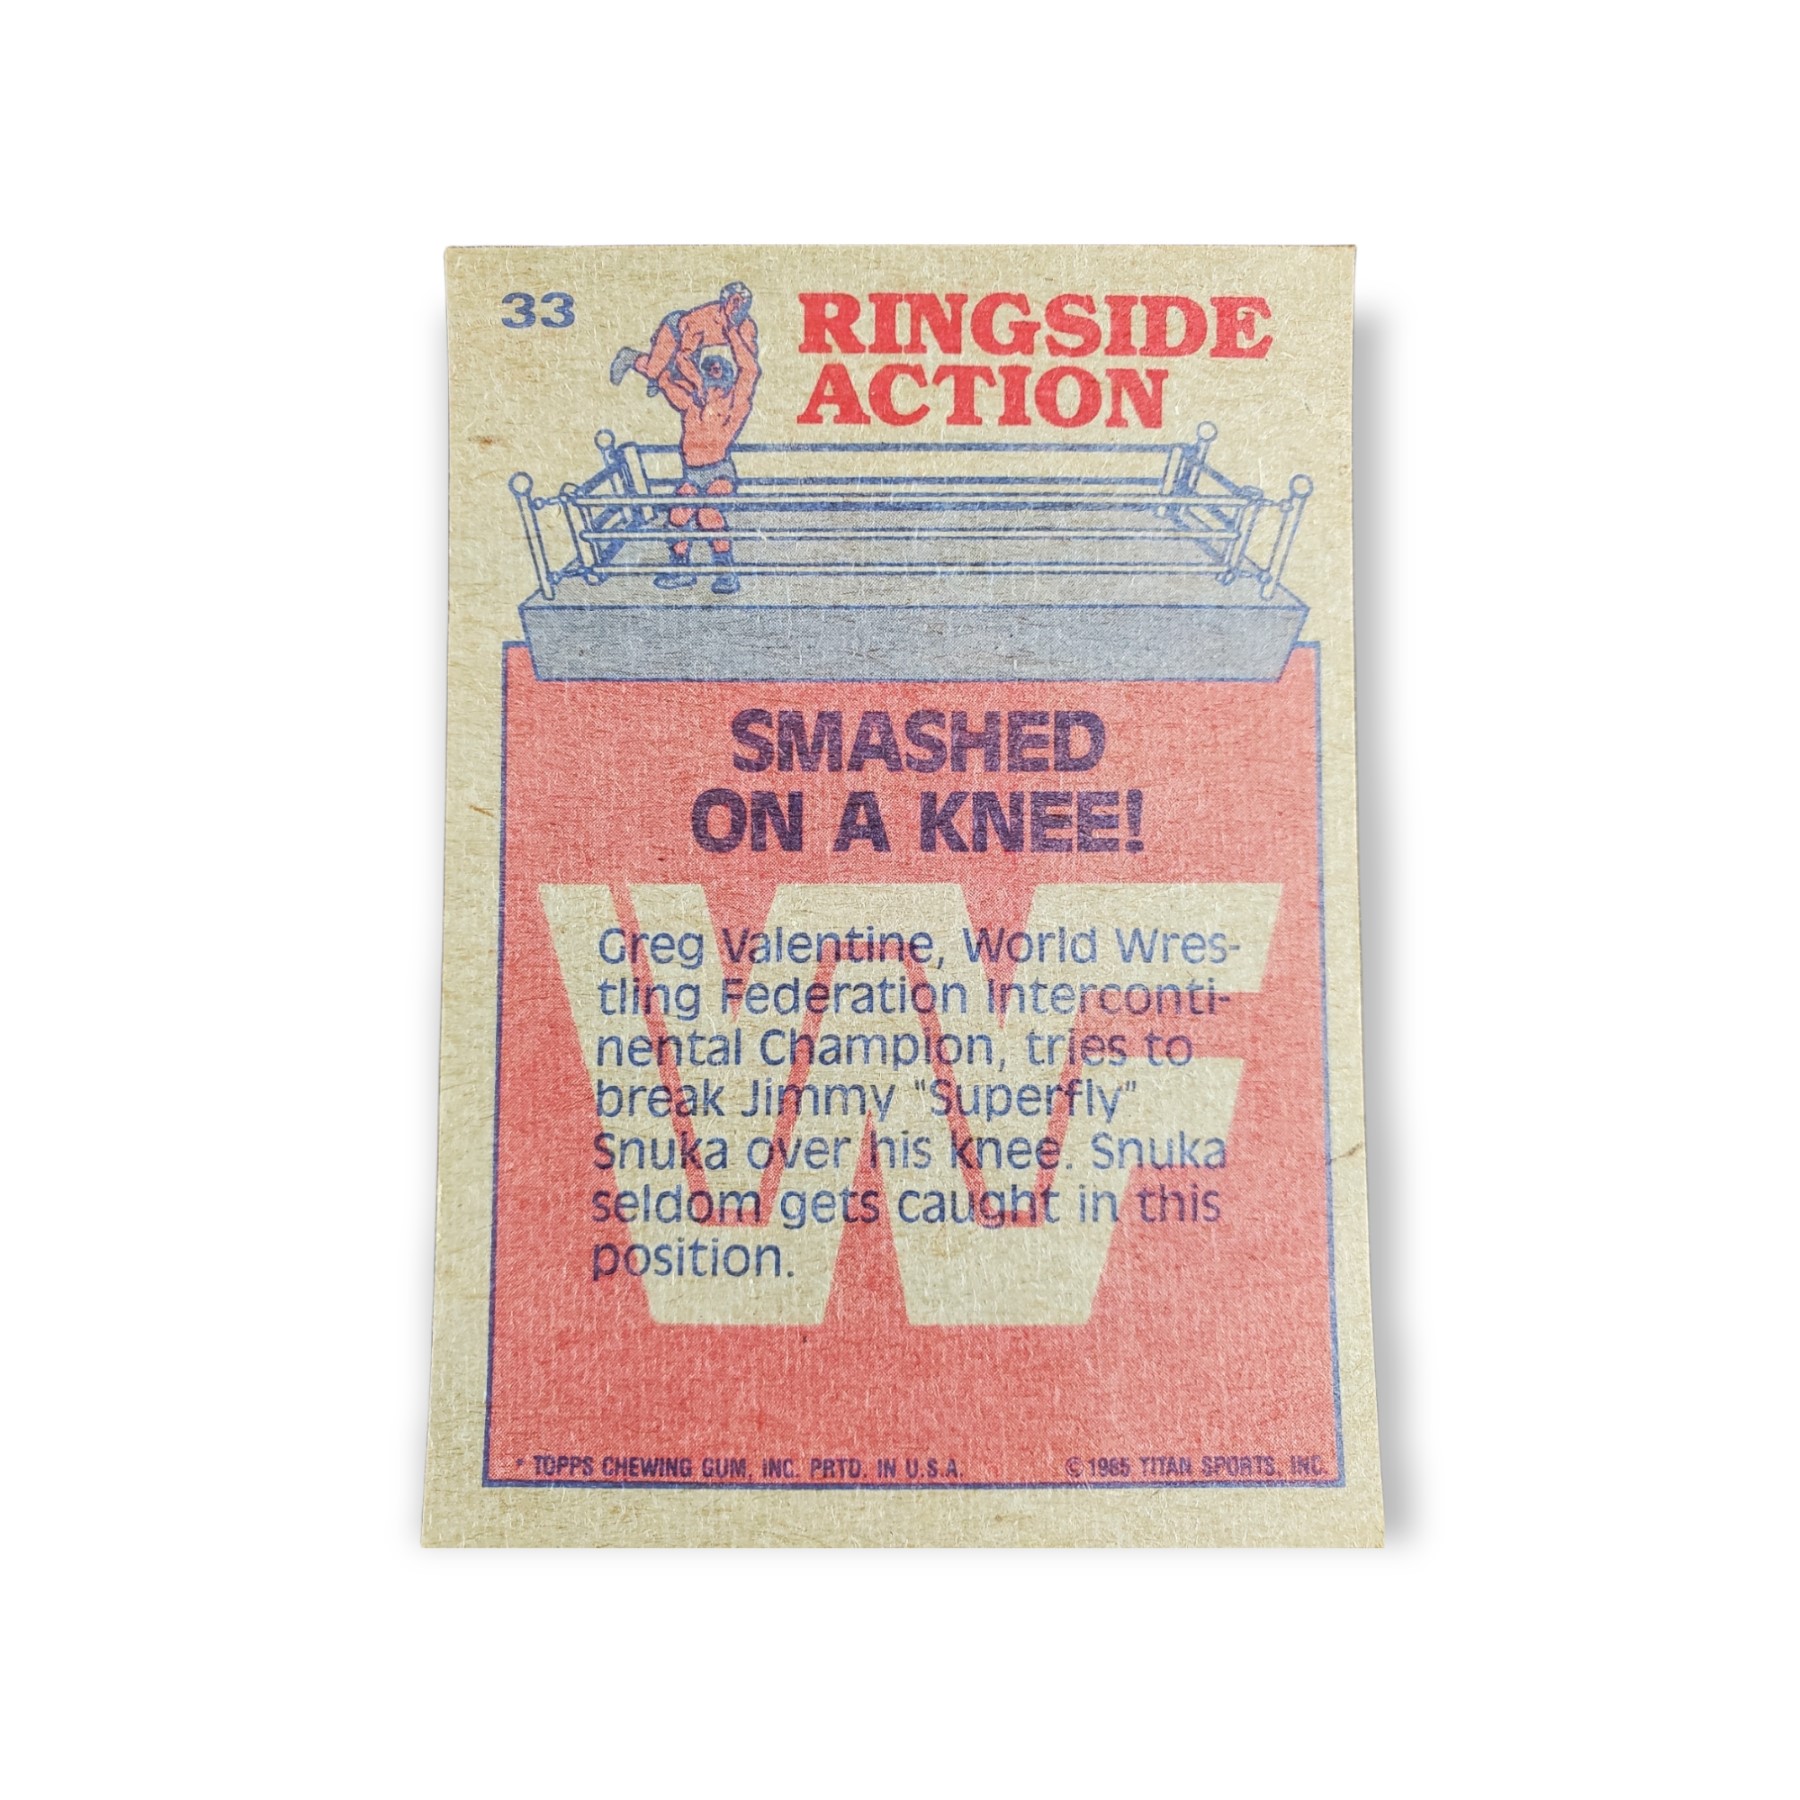 33
RINGSIDE
ACTION
SMASHED
ON A KNEE!
WF
Greg Valentine, World Wres-
tling Federation Interconti-
nental Champion, tries to
break Jimmy "Superfly"
Snuka over his knee. Snuka
seldom gets caught in this
position.
* TOPPS CHEWING GUM, INC. PRTD. IN U.S.A.
© 1985 TITAN SPORTS, INC.